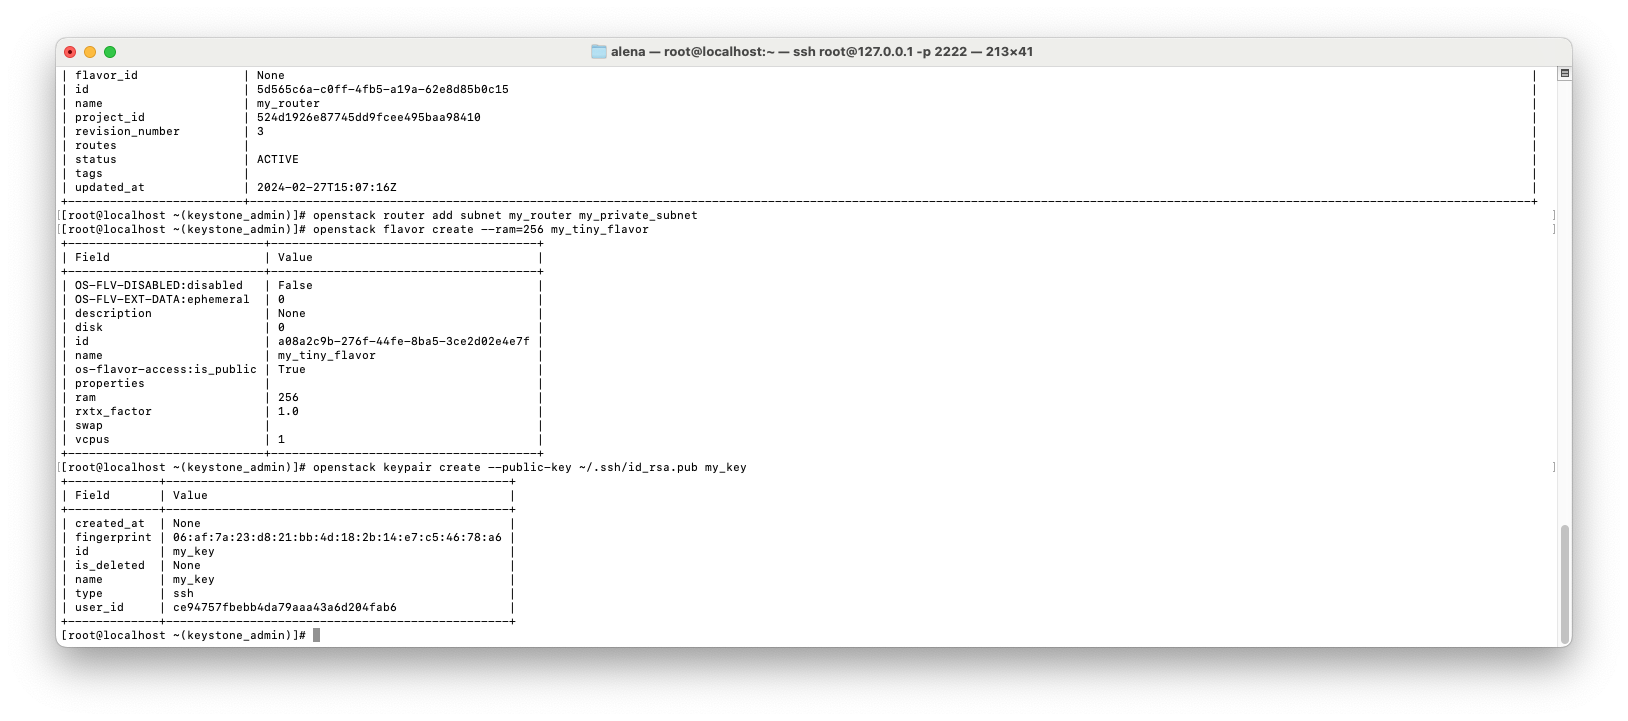 alena — root@localhost:~ — ssh root@127.0.0.1 -p 2222 — 213×41
| flavor_id | None |
| id | 5d565c6a-c0ff-4fb5-a19a-62e8d85b0c15 |
| name | my_router |
| project_id | 524d1926e87745dd9fcee495baa98410 |
| revision_number | 3 |
| routes | |
| status | ACTIVE |
| tags | |
| updated_at | 2024-02-27T15:07:16Z |
[root@localhost ~(keystone_admin)]# openstack router add subnet my_router my_private_subnet
[root@localhost ~(keystone_admin)]# openstack flavor create --ram=256 my_tiny_flavor
| Field | Value |
| OS-FLV-DISABLED:disabled | False |
| OS-FLV-EXT-DATA:ephemeral | 0 |
| description | None |
| disk | 0 |
| id | a08a2c9b-276f-44fe-8ba5-3ce2d02e4e7f |
| name | my_tiny_flavor |
| os-flavor-access:is_public | True |
| properties | |
| ram | 256 |
| rxtx_factor | 1.0 |
| swap | |
| vcpus | 1 |
[root@localhost ~(keystone_admin)]# openstack keypair create --public-key ~/.ssh/id_rsa.pub my_key
| Field | Value |
| created_at | None |
| fingerprint | 06:af:7a:23:d8:21:bb:4d:18:2b:14:e7:c5:46:78:a6 |
| id | my_key |
| is_deleted | None |
| name | my_key |
| type | ssh |
| user_id | ce94757fbebb4da79aaa43a6d204fab6 |
[root@localhost ~(keystone_admin)]#